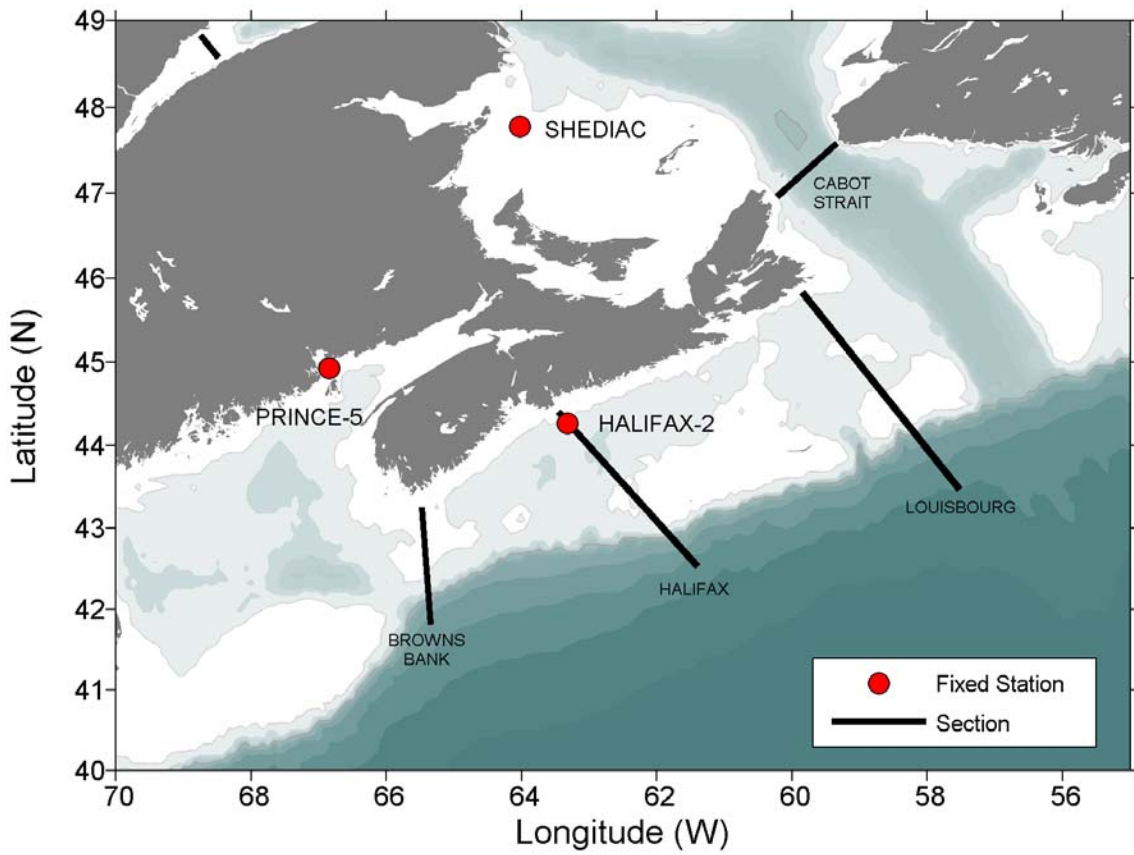 49
48
47
46
45
44
43
42
41
40
Latitude (N)
SHEDIAC
CABOT
STRAIT
PRINCE-5
HALIFAX-2
LOUISBOURG
HALIFAX
BROWNS
BANK
Fixed Station
Section
70 68 66 64 62 60 58 56
Longitude (W)